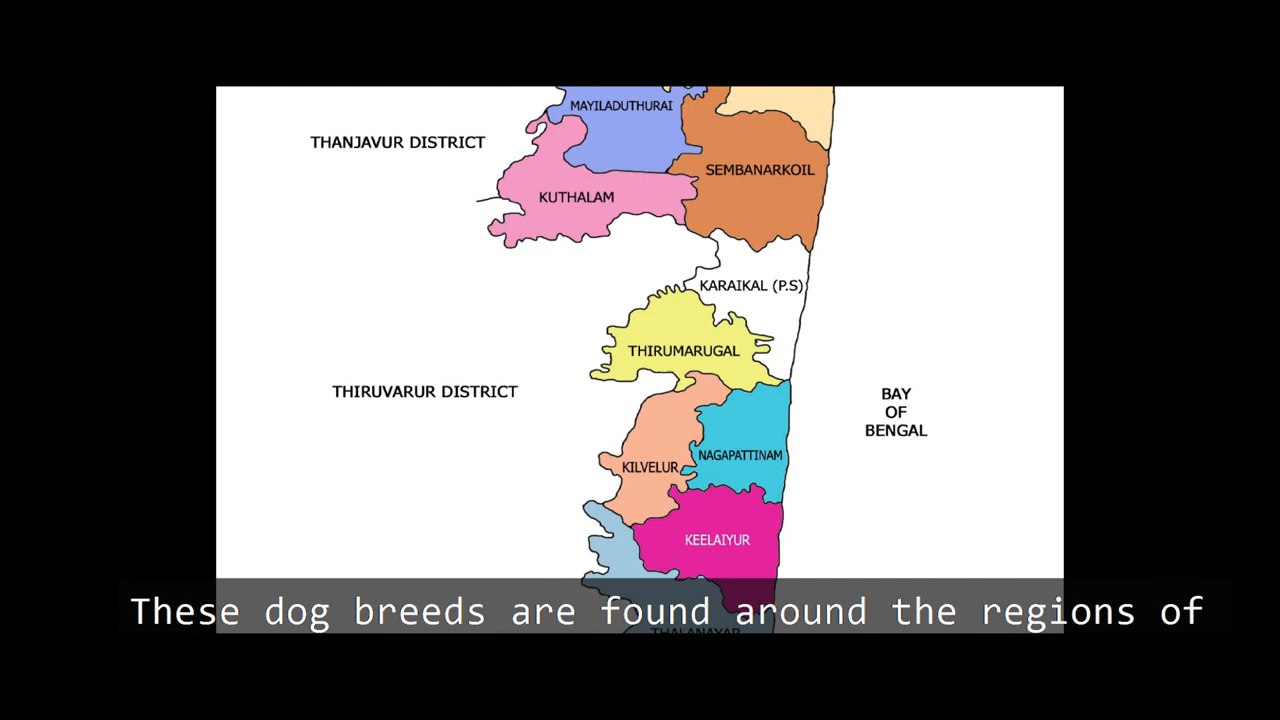 MAYILADUTHURAI
THANJAVUR DISTRICT
SEMBANARKOIL
KUTHALAM
KARAIKAL (P.S)
THIRUMARUGAL
THIRUVARUR DISTRICT
BAY
OF
BENGAL
NAGAPATTINAM
KILVELUR
KEELAIYUR
These dog breeds are found around the regions of
THALANAYAR